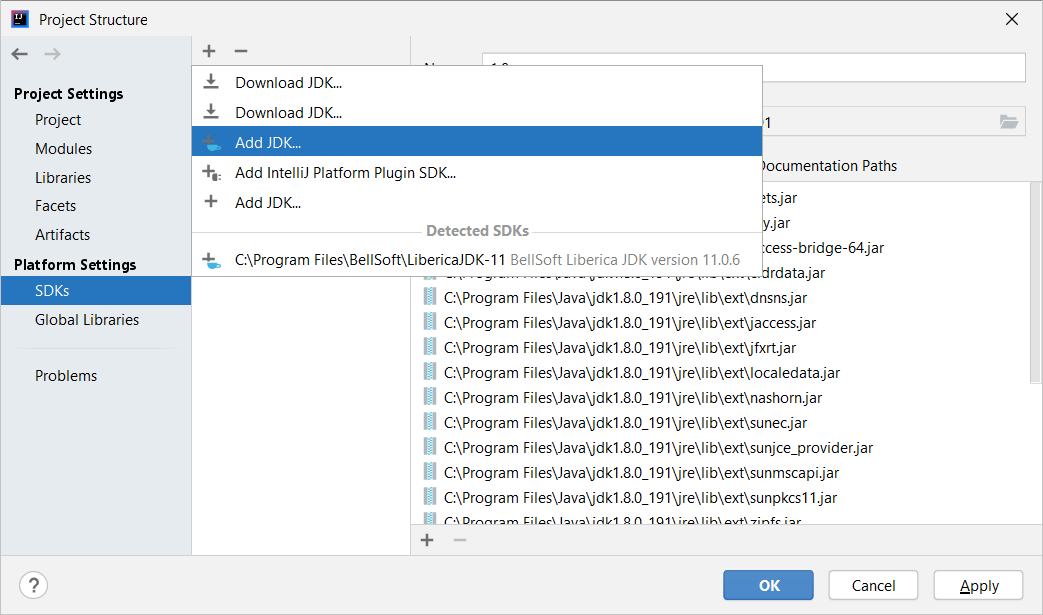 Project Structure
Project Settings
Project
Modules
Libraries
Facets
Artifacts
Platform Settings
SDKs
Global Libraries
Problems
Download JDK...
Download JDK...
Add JDK...
Add IntelliJ Platform Plugin SDK...
Add JDK...
Detected SDKs
C:\Program Files\BellSoft\LibericaJDK-11 BellSoft Liberica JDK version 11.0.6
Documentation Paths
ets.jar
y.jar
ccess-bridge-64.jar
C:\Program Files\Java\jdk1.8.0_191\jre\lib\ext\dnsns.jar
C:\Program Files\Java\jdk1.8.0_191\jre\lib\ext\jaccess.jar
C:\Program Files\Java\jdk1.8.0_191\jre\lib\ext\jfxrt.jar
C:\Program Files\Java\jdk1.8.0_191\jre\lib\ext\localedata.jar
C:\Program Files\Java\jdk1.8.0_191\jre\lib\ext\nashorn.jar
C:\Program Files\Java\jdk1.8.0_191\jre\lib\ext\sunec.jar
C:\Program Files\Java\jdk1.8.0_191\jre\lib\ext\sunjce_provider.jar
C:\Program Files\Java\jdk1.8.0_191\jre\lib\ext\sunmscapi.jar
C:\Program Files\Java\jdk1.8.0_191\jre\lib\ext\sunpkcs11.jar
C:\Program Files\Java\jdk1.8.0_191\jre\lib\ext\zipfs.jar
?
OK
Cancel
Apply